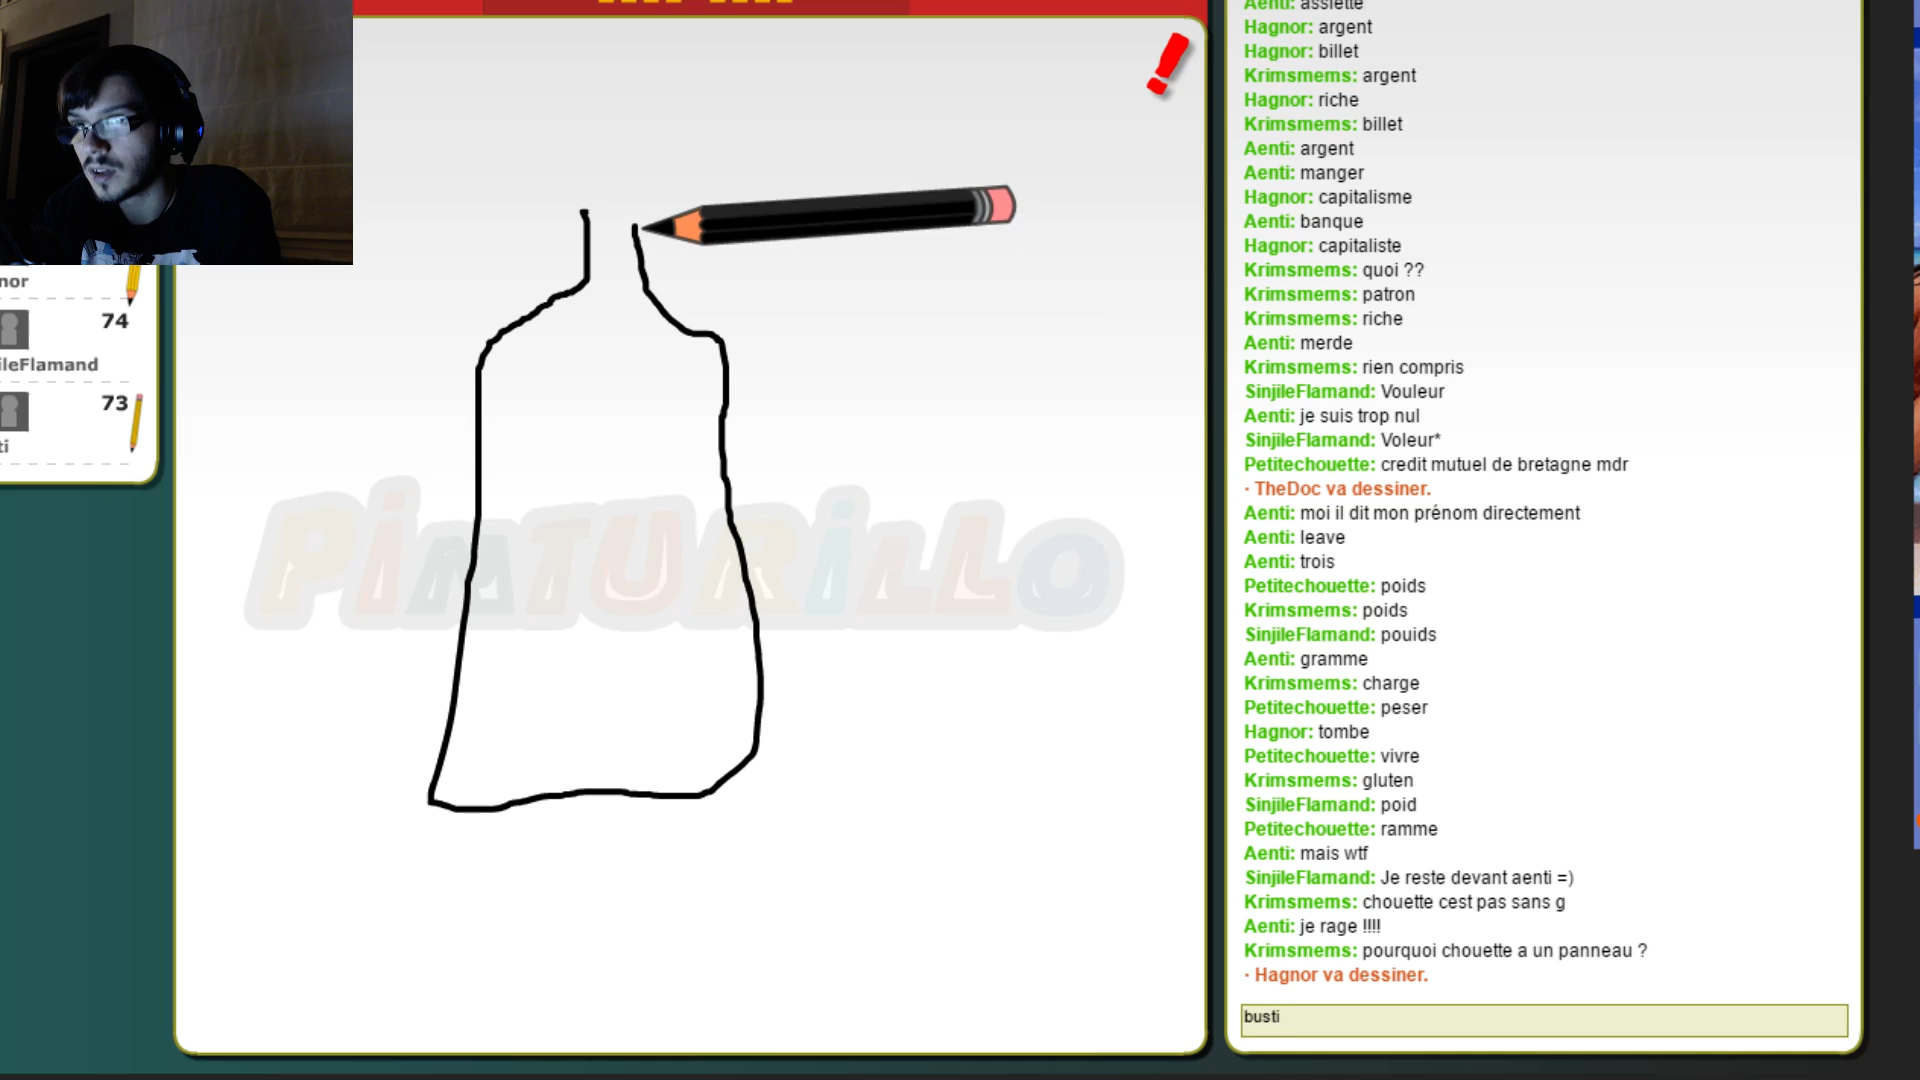 nor
74
ileFlamand
73
ti
PINTURILLO
Aenti: assiette
Hagnor: argent
Hagnor: billet
Krimsmems: argent
Hagnor: riche
Krimsmems: billet
Aenti: argent
Aenti: manger
Hagnor: capitalisme
Aenti: banque
Hagnor: capitaliste
Krimsmems: quoi ??
Krimsmems: patron
Krimsmems: riche
Aenti: merde
Krimsmems: rien compris
SinjileFlamand: Vouleur
Aenti: je suis trop nul
SinjileFlamand: Voleur*
Petitechouette: credit mutuel de bretagne mdr
· TheDoc va dessiner.
Aenti: moi il dit mon prénom directement
Aenti: leave
Aenti: trois
Petitechouette: poids
Krimsmems: poids
SinjileFlamand: pouids
Aenti: gramme
Krimsmems: charge
Petitechouette: peser
Hagnor: tombe
Petitechouette: vivre
Krimsmems: gluten
SinjileFlamand: poid
Petitechouette: ramme
Aenti: mais wtf
SinjileFlamand: Je reste devant aenti =)
Krimsmems: chouette cest pas sans g
Aenti: je rage !!!!
Krimsmems: pourquoi chouette a un panneau ?
· Hagnor va dessiner.
busti